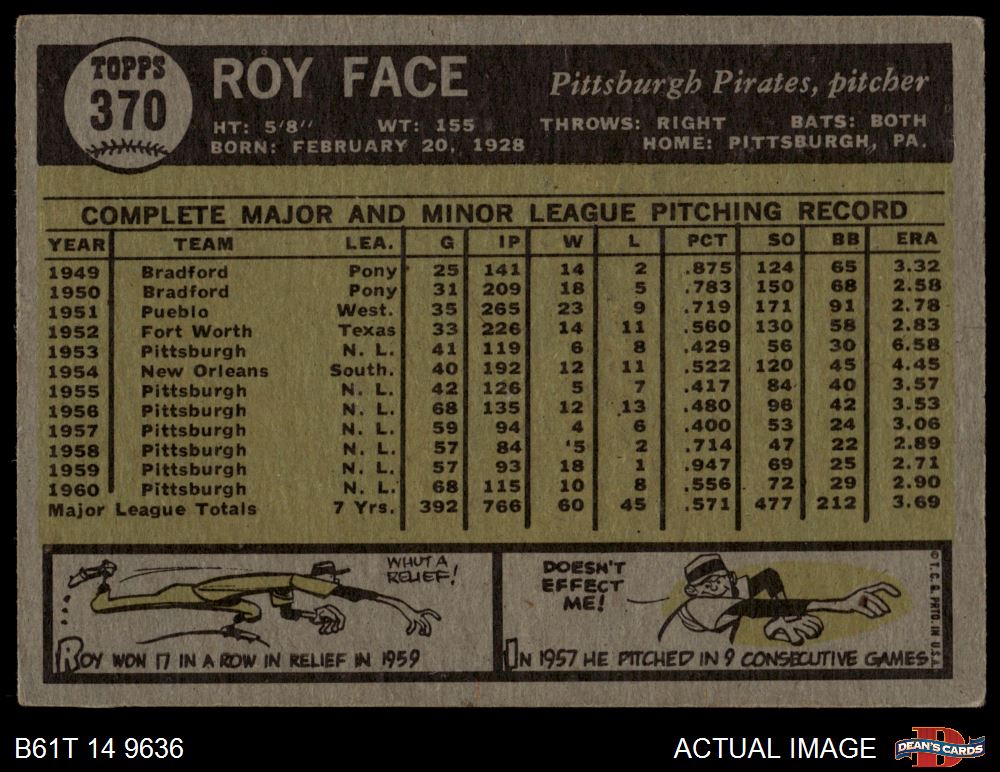 TOPPS
370
ROY FACE
Pittsburgh Pirates, pitcher
HT: 5'8" WT: 155 THROWS: RIGHT BATS: BOTH
BORN: FEBRUARY 20, 1928 HOME: PITTSBURGH, PA.
COMPLETE MAJOR AND MINOR LEAGUE PITCHING RECORD
YEAR TEAM LEA. G IP W L PCT SO BB ERA
1949 Bradford Pony 25 141 14 2 .875 124 65 3.32
1950 Bradford Pony 31 209 18 5 .783 150 68 2.58
1951 Pueblo West. 35 265 23 9 .719 171 91 2.78
1952 Fort Worth Texas 33 226 14 11 .560 130 58 2.83
1953 Pittsburgh N. L. 41 119 6 8 .429 56 30 6.58
1954 New Orleans South. 40 192 12 11 .522 120 45 4.45
1955 Pittsburgh N. L. 42 126 5 7 .417 84 40 3.57
1956 Pittsburgh N. L. 68 135 12 13 .480 96 42 3.53
1957 Pittsburgh N. L. 59 94 4 6 .400 53 24 3.06
1958 Pittsburgh N. L. 57 84 5 2 .714 47 22 2.89
1959 Pittsburgh N. L. 57 93 18 1 .947 69 25 2.71
1960 Pittsburgh N. L. 68 115 10 8 .556 72 29 2.90
Major League Totals 7 Yrs. 392 766 60 45 .571 477 212 3.69
WHUT A
RELIEF!
ROY WON 17 IN A ROW IN RELIEF IN 1959
DOESN'T
EFFECT
ME!
IN 1957 HE PITCHED IN 9 CONSECUTIVE GAMES
© T. C. G. PRTD. IN U.S.A.
B61T 14 9636
ACTUAL IMAGE
D
DEAN'S CARDS